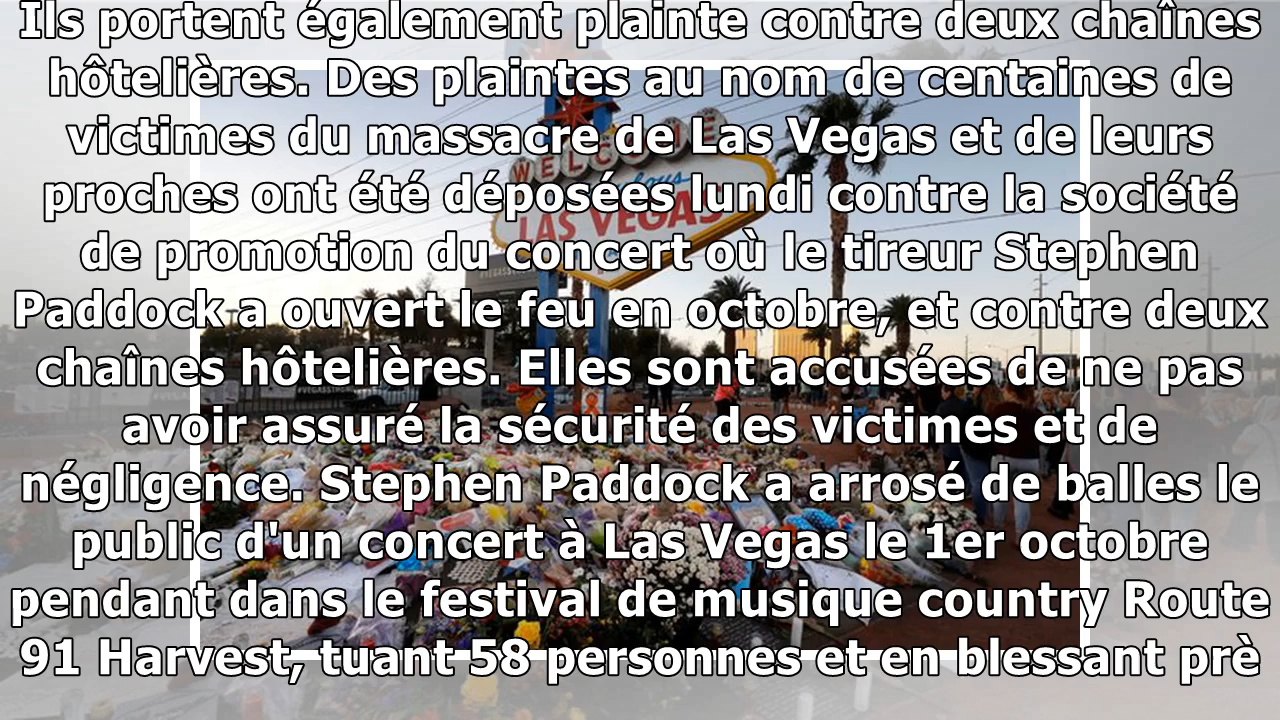 Ils portent également plainte contre deux chaînes
hôtelières. Des plaintes au nom de centaines de
victimes du massacre de Las Vegas et de leurs
proches ont été déposées lundi contre la société
de promotion du concert où le tireur Stephen
Paddock a ouvert le feu en octobre, et contre deux
chaînes hôtelières. Elles sont accusées de ne pas
avoir assuré la sécurité des victimes et de
négligence. Stephen Paddock a arrosé de balles le
public d'un concert à Las Vegas le 1er octobre
pendant dans le festival de musique country Route
91 Harvest, tuant 58 personnes et en blessant prè
WELCOME
LAS VEGAS